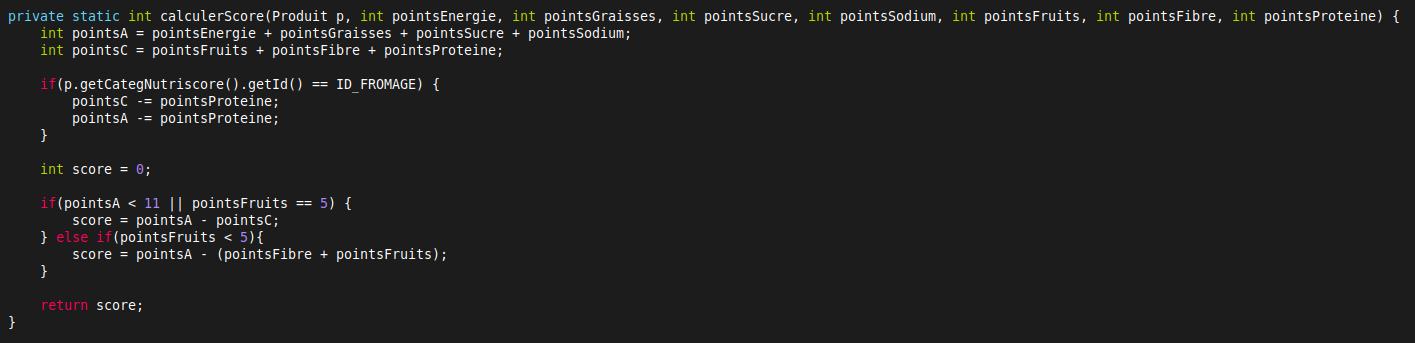 private static int calculerScore(Produit p, int pointsEnergie, int pointsGraisses, int pointsSucre, int pointsSodium, int pointsFruits, int pointsFibre, int pointsProteine) {
    int pointsA = pointsEnergie + pointsGraisses + pointsSucre + pointsSodium;
    int pointsC = pointsFruits + pointsFibre + pointsProteine;

    if(p.getCategNutriscore().getId() == ID_FROMAGE) {
        pointsC -= pointsProteine;
        pointsA -= pointsProteine;
    }

    int score = 0;

    if(pointsA < 11 || pointsFruits == 5) {
        score = pointsA - pointsC;
    } else if(pointsFruits < 5){
        score = pointsA - (pointsFibre + pointsFruits);
    }

    return score;
}